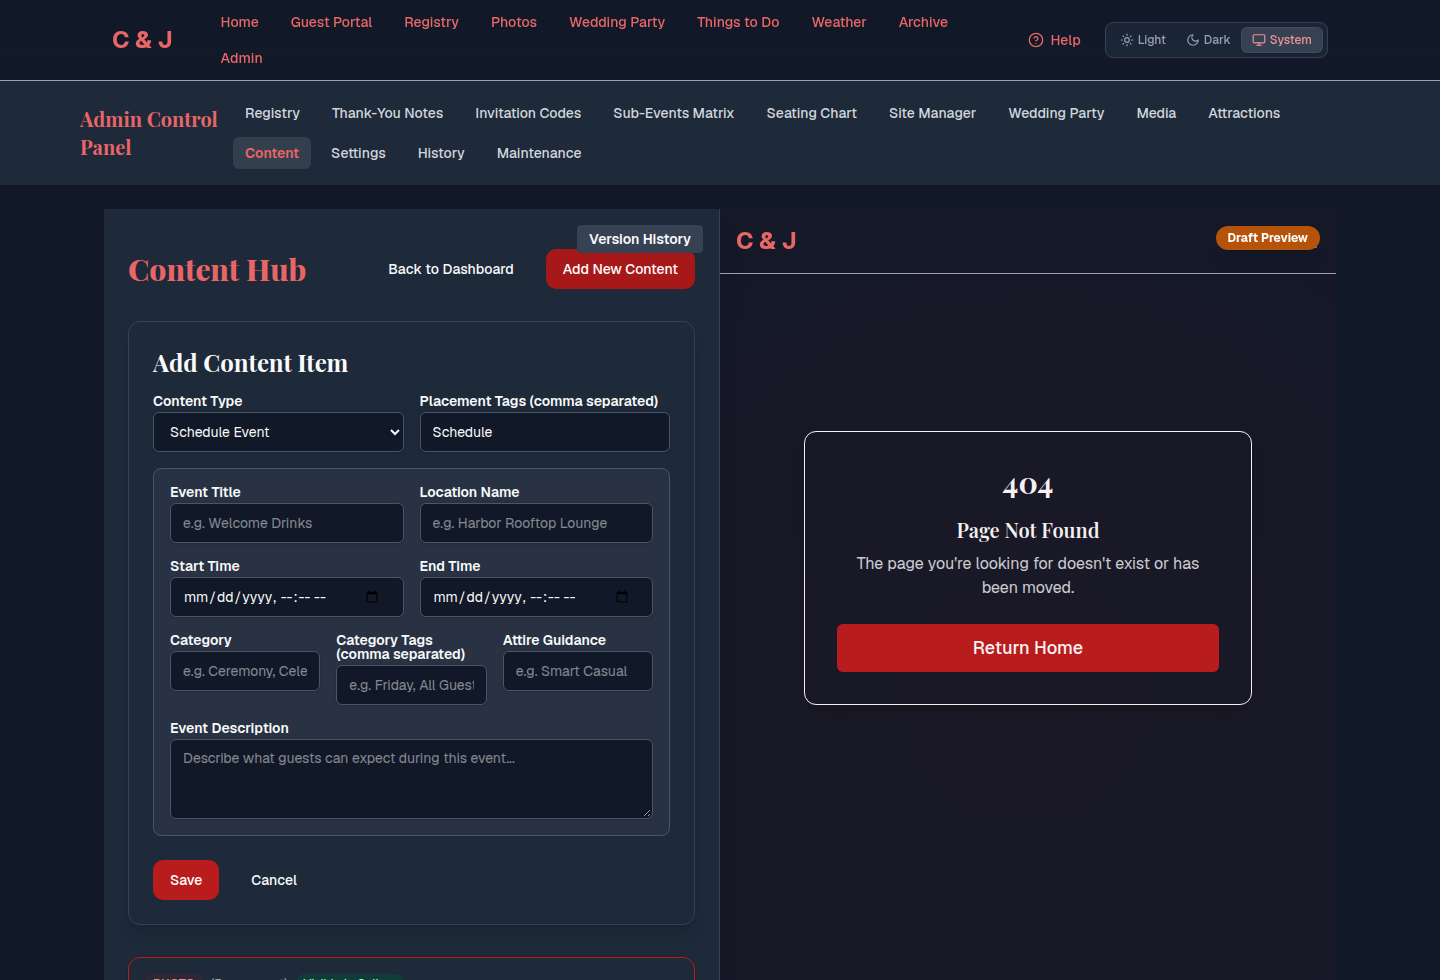 C & J
Home
Guest Portal
Registry
Photos
Wedding Party
Things to Do
Weather
Archive
Admin
Help
Light
Dark
System
Admin Control
Panel
Registry
Thank-You Notes
Invitation Codes
Sub-Events Matrix
Seating Chart
Site Manager
Wedding Party
Media
Attractions
Content
Settings
History
Maintenance
Version History
Content Hub
Back to Dashboard
Add New Content
Add Content Item
Content Type
Placement Tags (comma separated)
Schedule Event
Schedule
Event Title
Location Name
e.g. Welcome Drinks
e.g. Harbor Rooftop Lounge
Start Time
End Time
mm/dd/yyyy, --:-- --
mm/dd/yyyy, --:-- --
Category
Category Tags
(comma separated)
Attire Guidance
e.g. Ceremony, Cele
e.g. Friday, All Guest
e.g. Smart Casual
Event Description
Describe what guests can expect during this event...
Save
Cancel
C & J
Draft Preview
404
Page Not Found
The page you're looking for doesn't exist or has
been moved.
Return Home